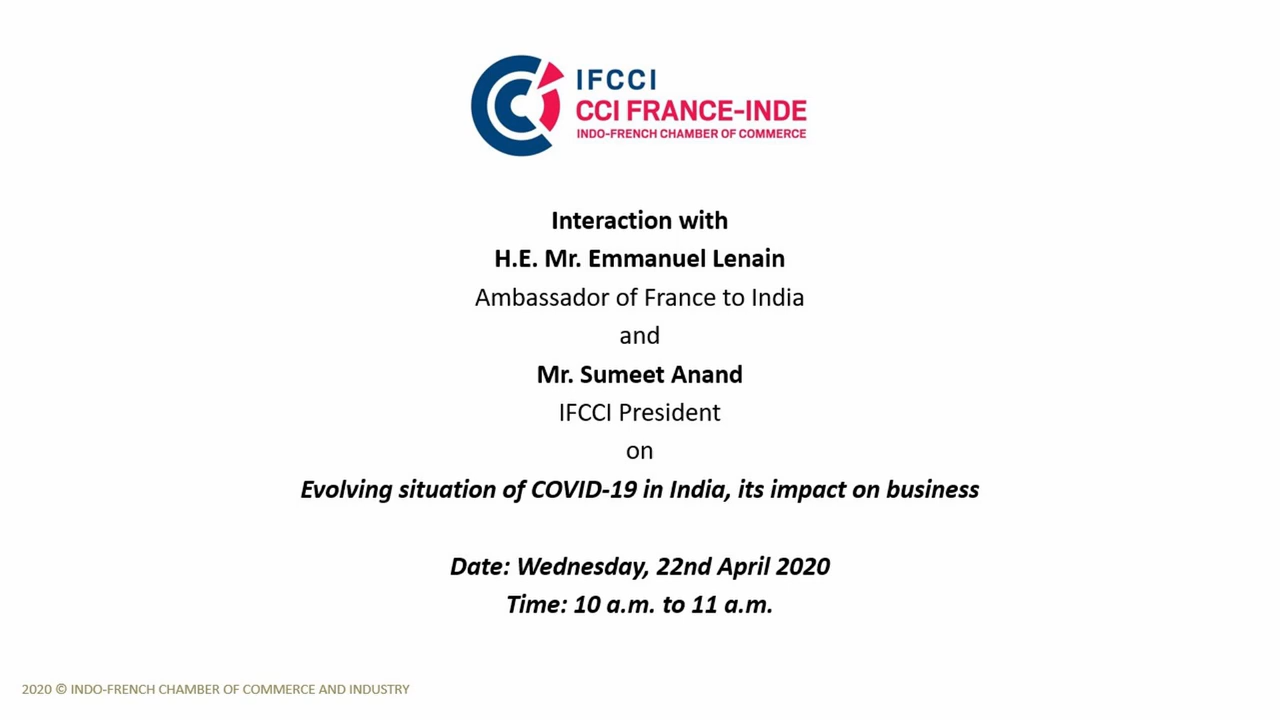 IFCCI
CCI FRANCE-INDE
INDO-FRENCH CHAMBER OF COMMERCE
Interaction with
H.E. Mr. Emmanuel Lenain
Ambassador of France to India
and
Mr. Sumeet Anand
IFCCI President
on
Evolving situation of COVID-19 in India, its impact on business
Date: Wednesday, 22nd April 2020
Time: 10 a.m. to 11 a.m.
2020 © INDO-FRENCH CHAMBER OF COMMERCE AND INDUSTRY